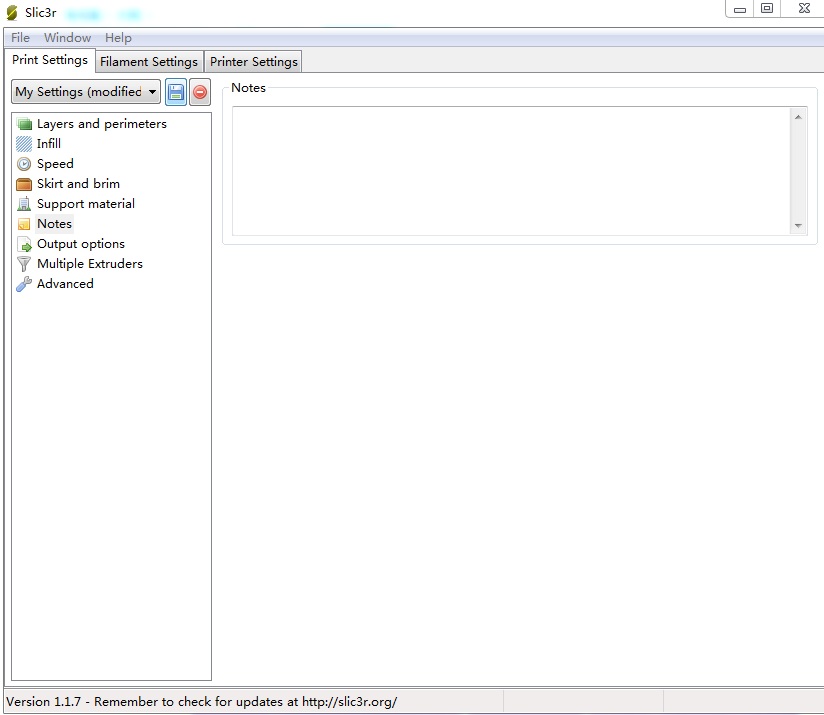 Slic3r
File Window Help
Print Settings Filament Settings Printer Settings
My Settings (modified
Notes
Layers and perimeters
Infill
Speed
Skirt and brim
Support material
Notes
Output options
Multiple Extruders
Advanced
Version 1.1.7 - Remember to check for updates at http://slic3r.org/